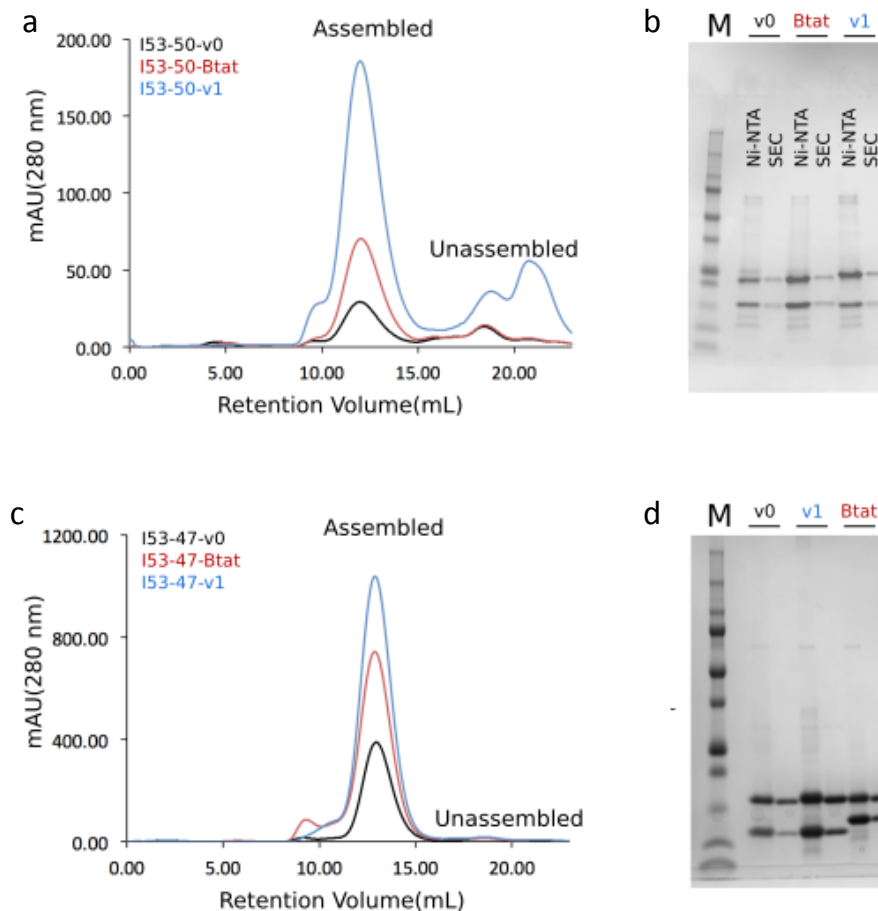 a
Assembled
200.00
I53-50-v0
I53-50-Btat
I53-50-v1
150.00
100.00
50.00
0.00
Unassembled
mAU(280 nm)
0.00 5.00 10.00 15.00 20.00
Retention Volume(mL)
b
M v0 Btat v1
Ni-NTA SEC Ni-NTA SEC Ni-NTA SEC
c
Assembled
1200.00
I53-47-v0
I53-47-Btat
I53-47-v1
800.00
400.00
0.00
Unassembled
mAU(280 nm)
0.00 5.00 10.00 15.00 20.00
Retention Volume(mL)
d
M v0 v1 Btat
-